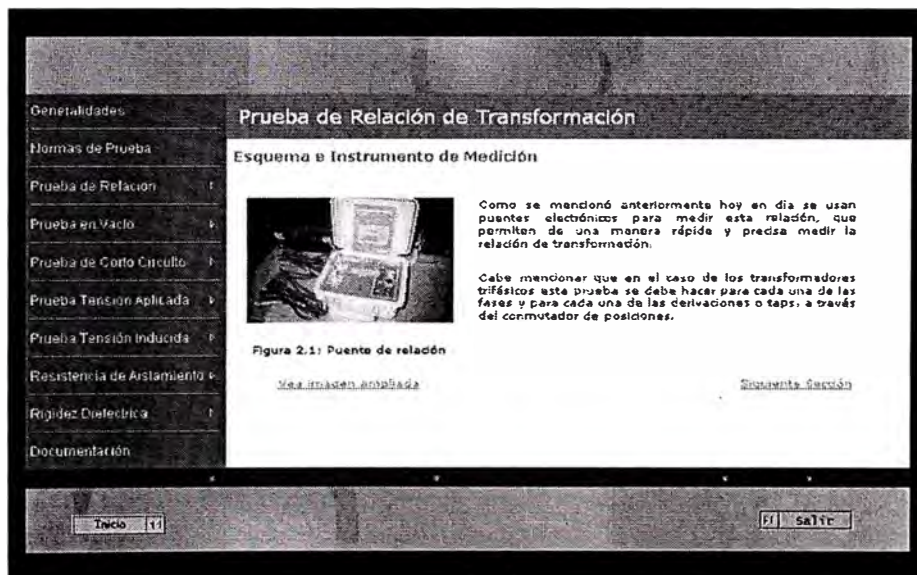 Generalidades
Normas de Prueba
Prueba de Relación
Prueba en Vacío
Prueba de Corto Circuito
Prueba Tensión Aplicada
Prueba Tensión Inducida
Resistencia de Aislamiento
Rigidez Dielectrica
Documentación
Prueba de Relación de Transformación
Esquema e Instrumento de Medición
Como se mencionó anteriormente hoy en día se usan
puentes electrónicos para medir esta relación, que
permiten de una manera rápida y precisa medir la
relación de transformación.
Cabe mencionar que en el caso de los transformadores
trifásicos esta prueba se debe hacer para cada una de las
fases y para cada una de las derivaciones o taps, a través
del conmutador de posiciones.
Figura 2.1: Puente de relación
Vea imagen ampliada
Siguiente Sección
Inicio
Salir